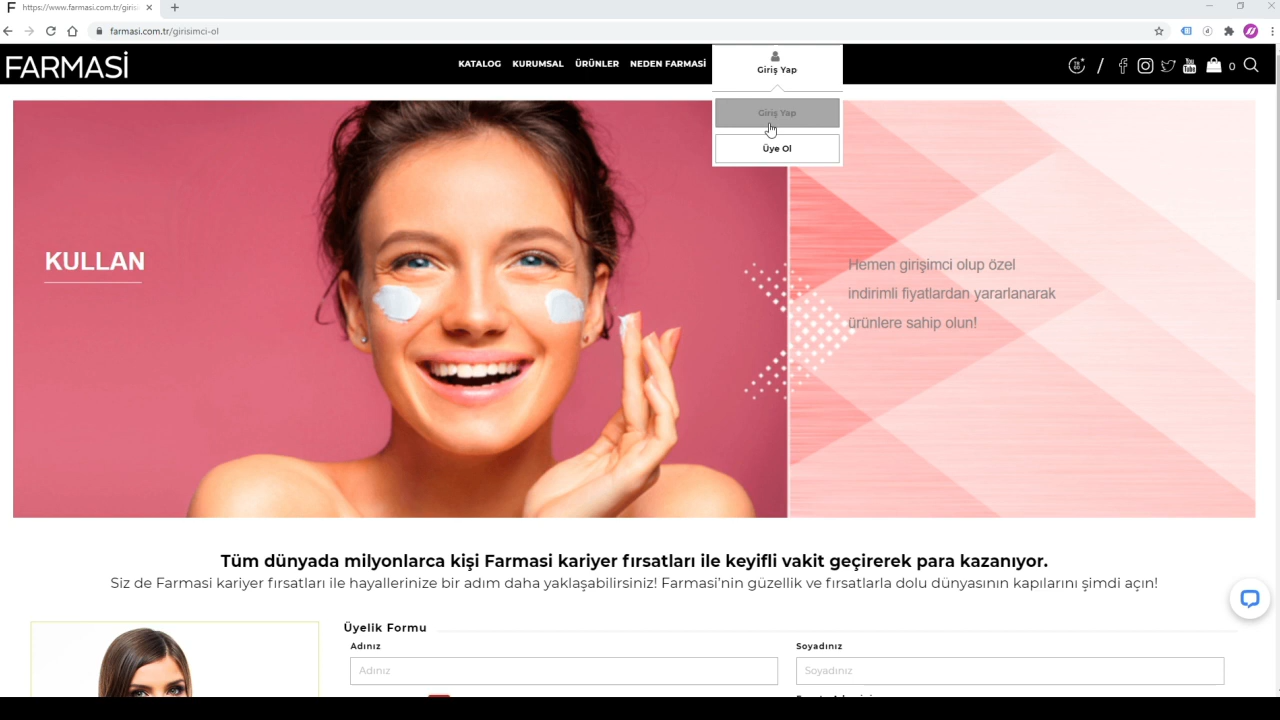 https://www.farmasi.com.tr/giris
farmasi.com.tr/girisimci-ol
FARMASİ
KATALOG KURUMSAL ÜRÜNLER NEDEN FARMASİ
Giriş Yap
0
Giriş Yap
Üye Ol
KULLAN
Hemen girişimci olup özel
indirimli fiyatlardan yararlanarak
ürünlere sahip olun!
Tüm dünyada milyonlarca kişi Farmasi kariyer fırsatları ile keyifli vakit geçirerek para kazanıyor.
Siz de Farmasi kariyer fırsatları ile hayallerinize bir adım daha yaklaşabilirsiniz! Farmasi'nin güzellik ve fırsatlarla dolu dünyasının kapılarını şimdi açın!
Üyelik Formu
Adınız Soyadınız
Adınız Soyadınız